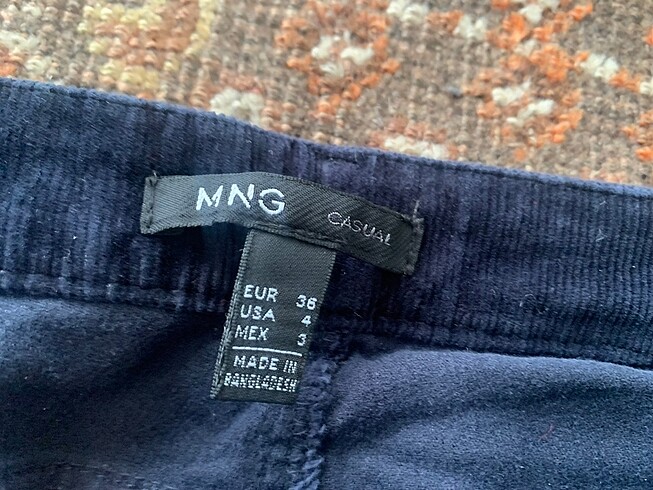 MNG CASUAL
EUR 36
USA 4
MEX 3
MADE IN
BANGLADESH